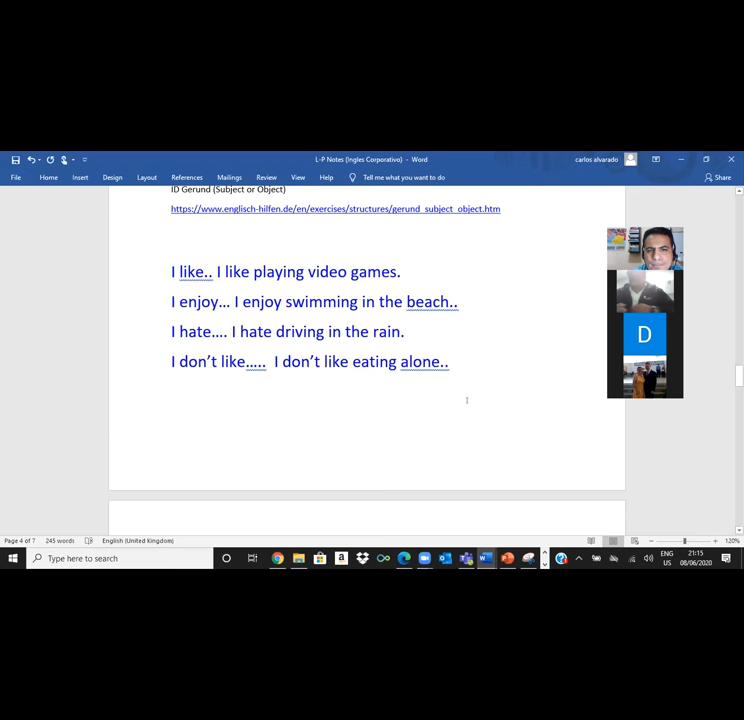 L-P Notes (Ingles Corporativo) - Word
carlos alvarado
File Home Insert Design Layout References Mailings Review View Help Tell me what you want to do Share
ID Gerund (Subject or Object)
https://www.englisch-hilfen.de/en/exercises/structures/gerund_subject_object.htm
I like.. I like playing video games.
I enjoy… I enjoy swimming in the beach..
I hate…. I hate driving in the rain.
I don’t like….. I don’t like eating alone..
D
Page 4 of 7 245 words English (United Kingdom) 120%
Type here to search
ENG 21:15
US 08/06/2020